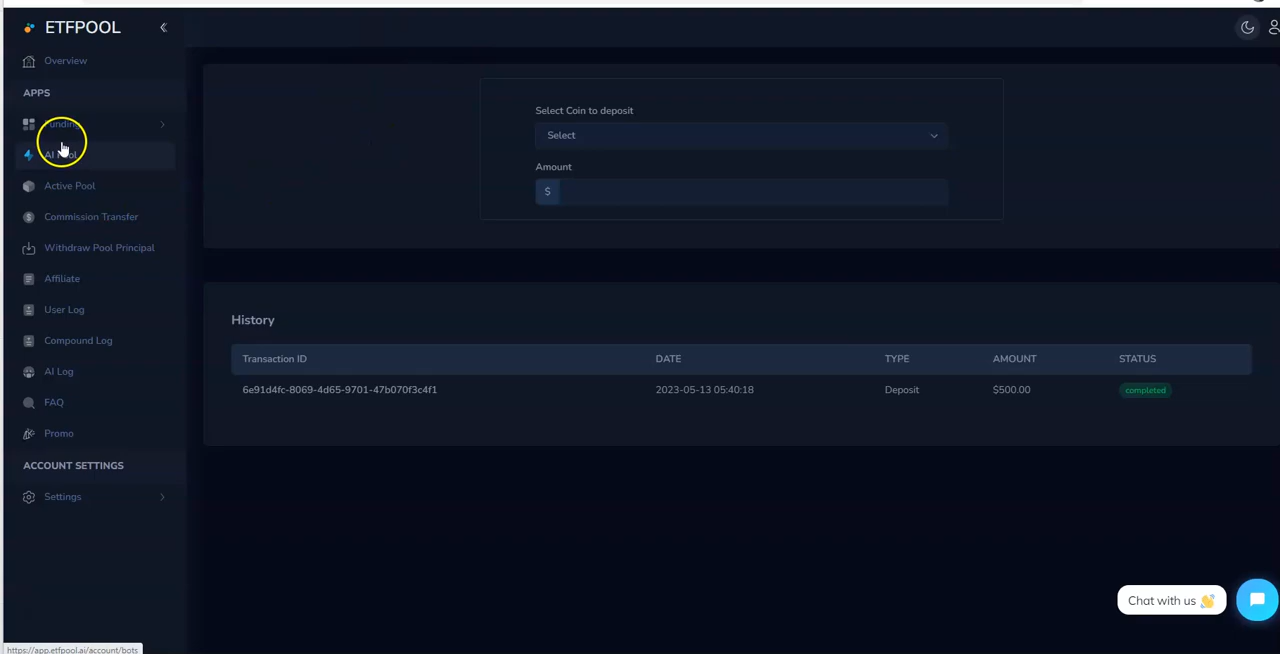 ETFPOOL
Overview
APPS
Funding
AI Pool
Active Pool
Commission Transfer
Withdraw Pool Principal
Affiliate
User Log
Compound Log
AI Log
FAQ
Promo
ACCOUNT SETTINGS
Settings
Select Coin to deposit
Select
Amount
$
History
Transaction ID DATE TYPE AMOUNT STATUS
6e91d4fc-8069-4d65-9701-47b070f3c4f1 2023-05-13 05:40:18 Deposit $500.00 completed
Chat with us 👋
https://app.etfpool.ai/account/bots